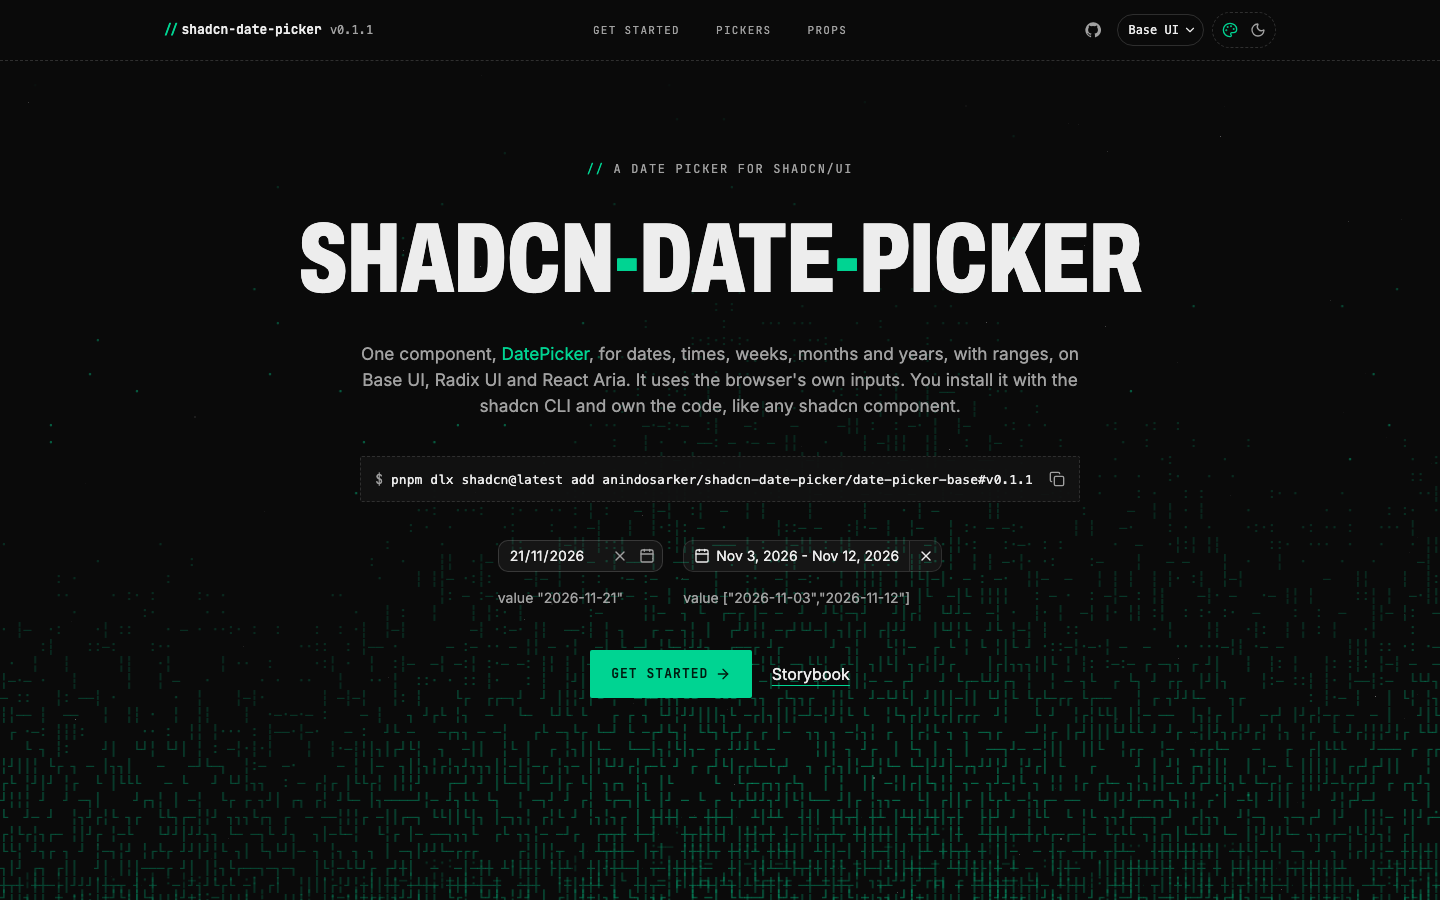 // shadcn-date-picker v0.1.1
GET STARTED
PICKERS
PROPS
Base UI
// A DATE PICKER FOR SHADCN/UI
SHADCN-DATE-PICKER
One component, DatePicker, for dates, times, weeks, months and years, with ranges, on
Base UI, Radix UI and React Aria. It uses the browser's own inputs. You install it with the
shadcn CLI and own the code, like any shadcn component.
$ pnpm dlx shadcn@latest add anindosarker/shadcn-date-picker/date-picker-base#v0.1.1
21/11/2026
Nov 3, 2026 - Nov 12, 2026
value "2026-11-21"
value ["2026-11-03","2026-11-12"]
GET STARTED →
Storybook